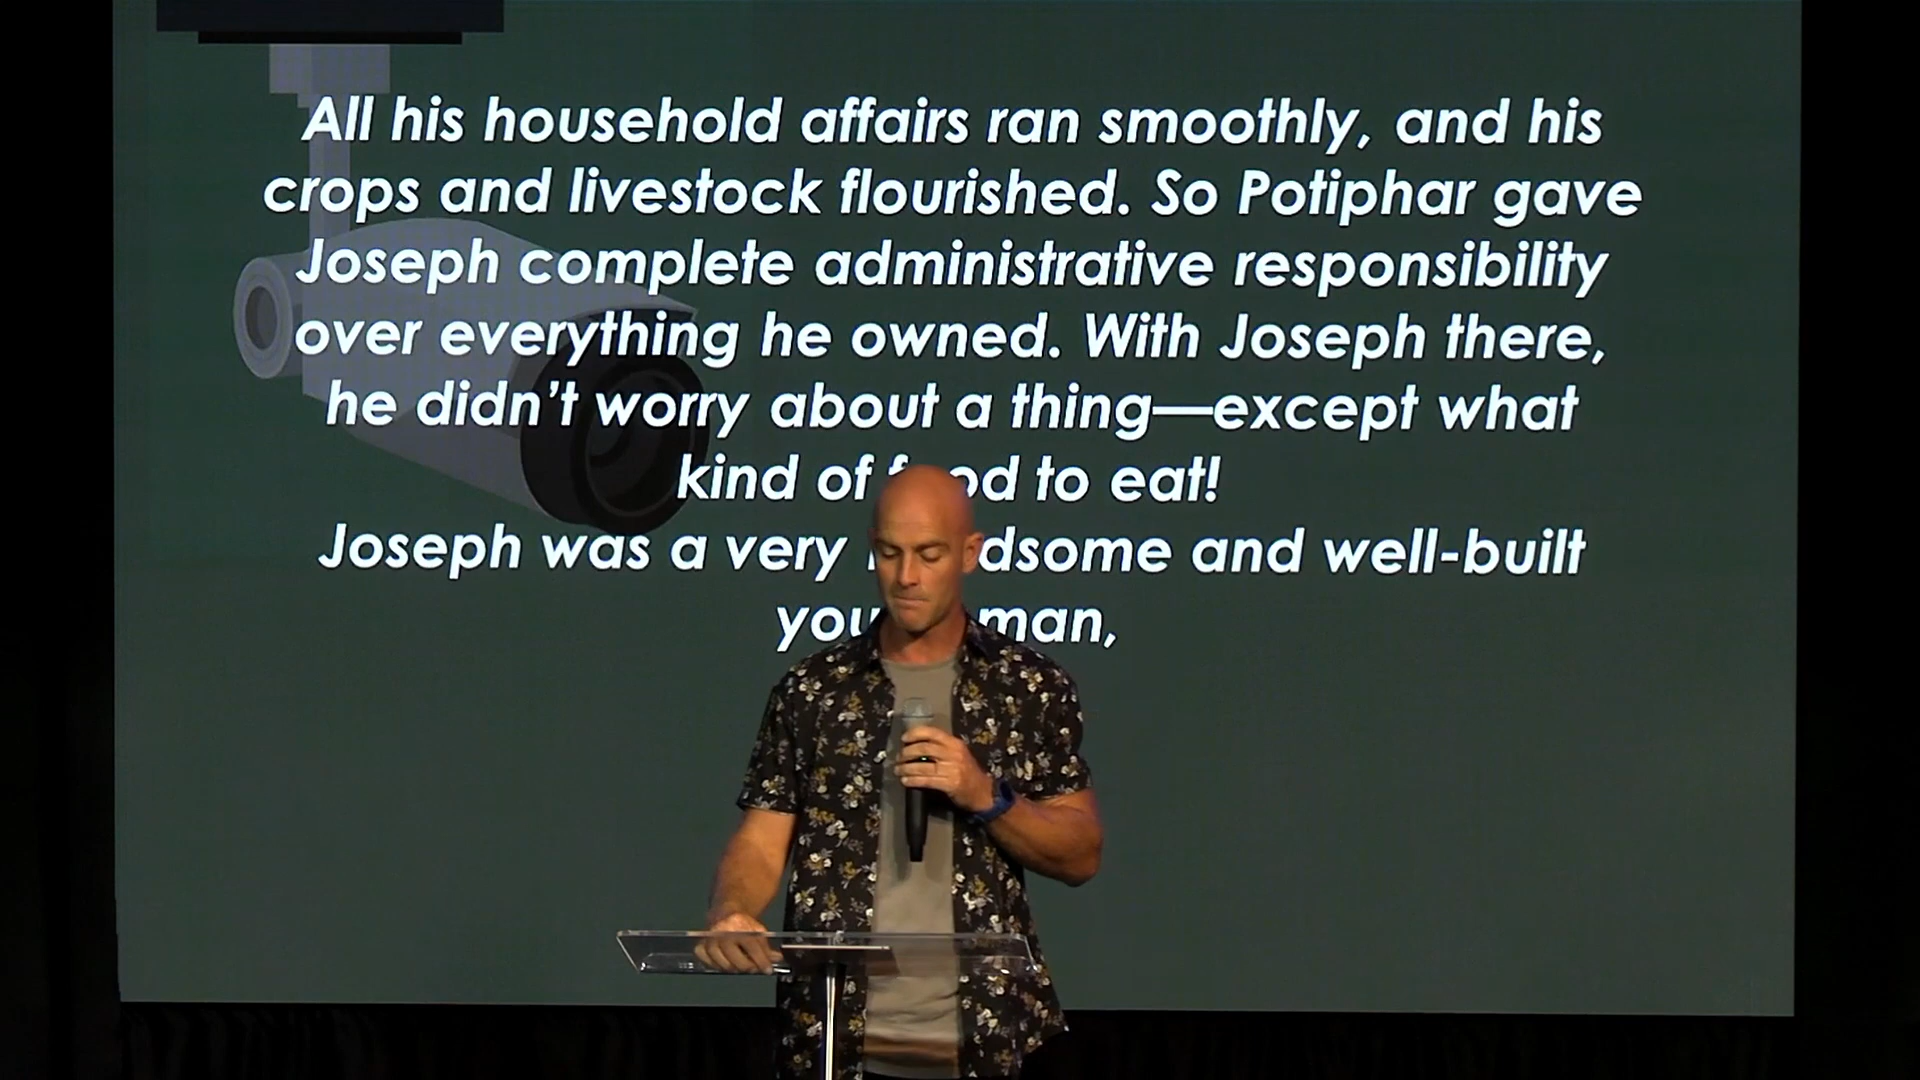 All his household affairs ran smoothly, and his
crops and livestock flourished. So Potiphar gave
Joseph complete administrative responsibility
over everything he owned. With Joseph there,
he didn't worry about a thing—except what
kind of to eat!
Joseph was a very and well-built
man,